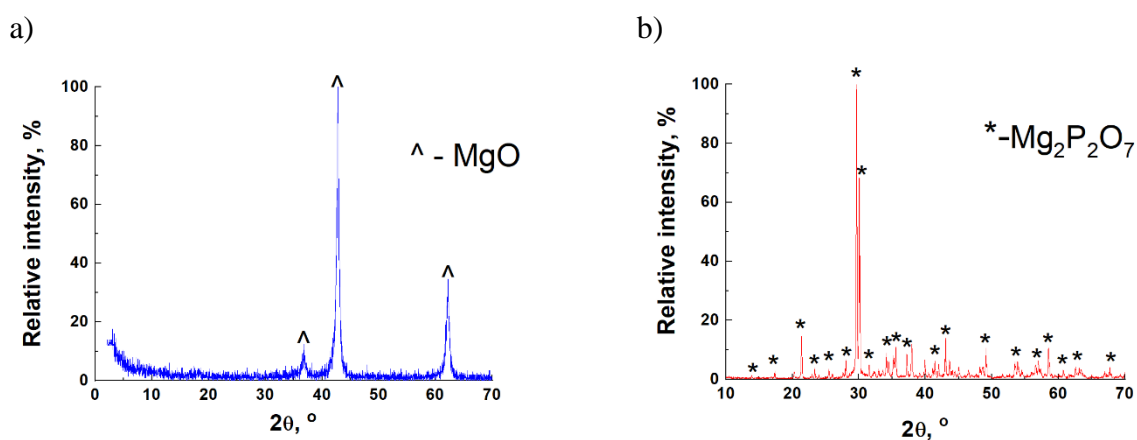 a)
b)
Relative intensity, %
100
80
60
40
20
0
^
^
^
^ - MgO
0 10 20 30 40 50 60 70
2θ, °
Relative intensity, %
100
80
60
40
20
0
*
*
*-Mg₂P₂O₇
* * * * * * * * * * * * * * * * * *
10 20 30 40 50 60 70
2θ, °